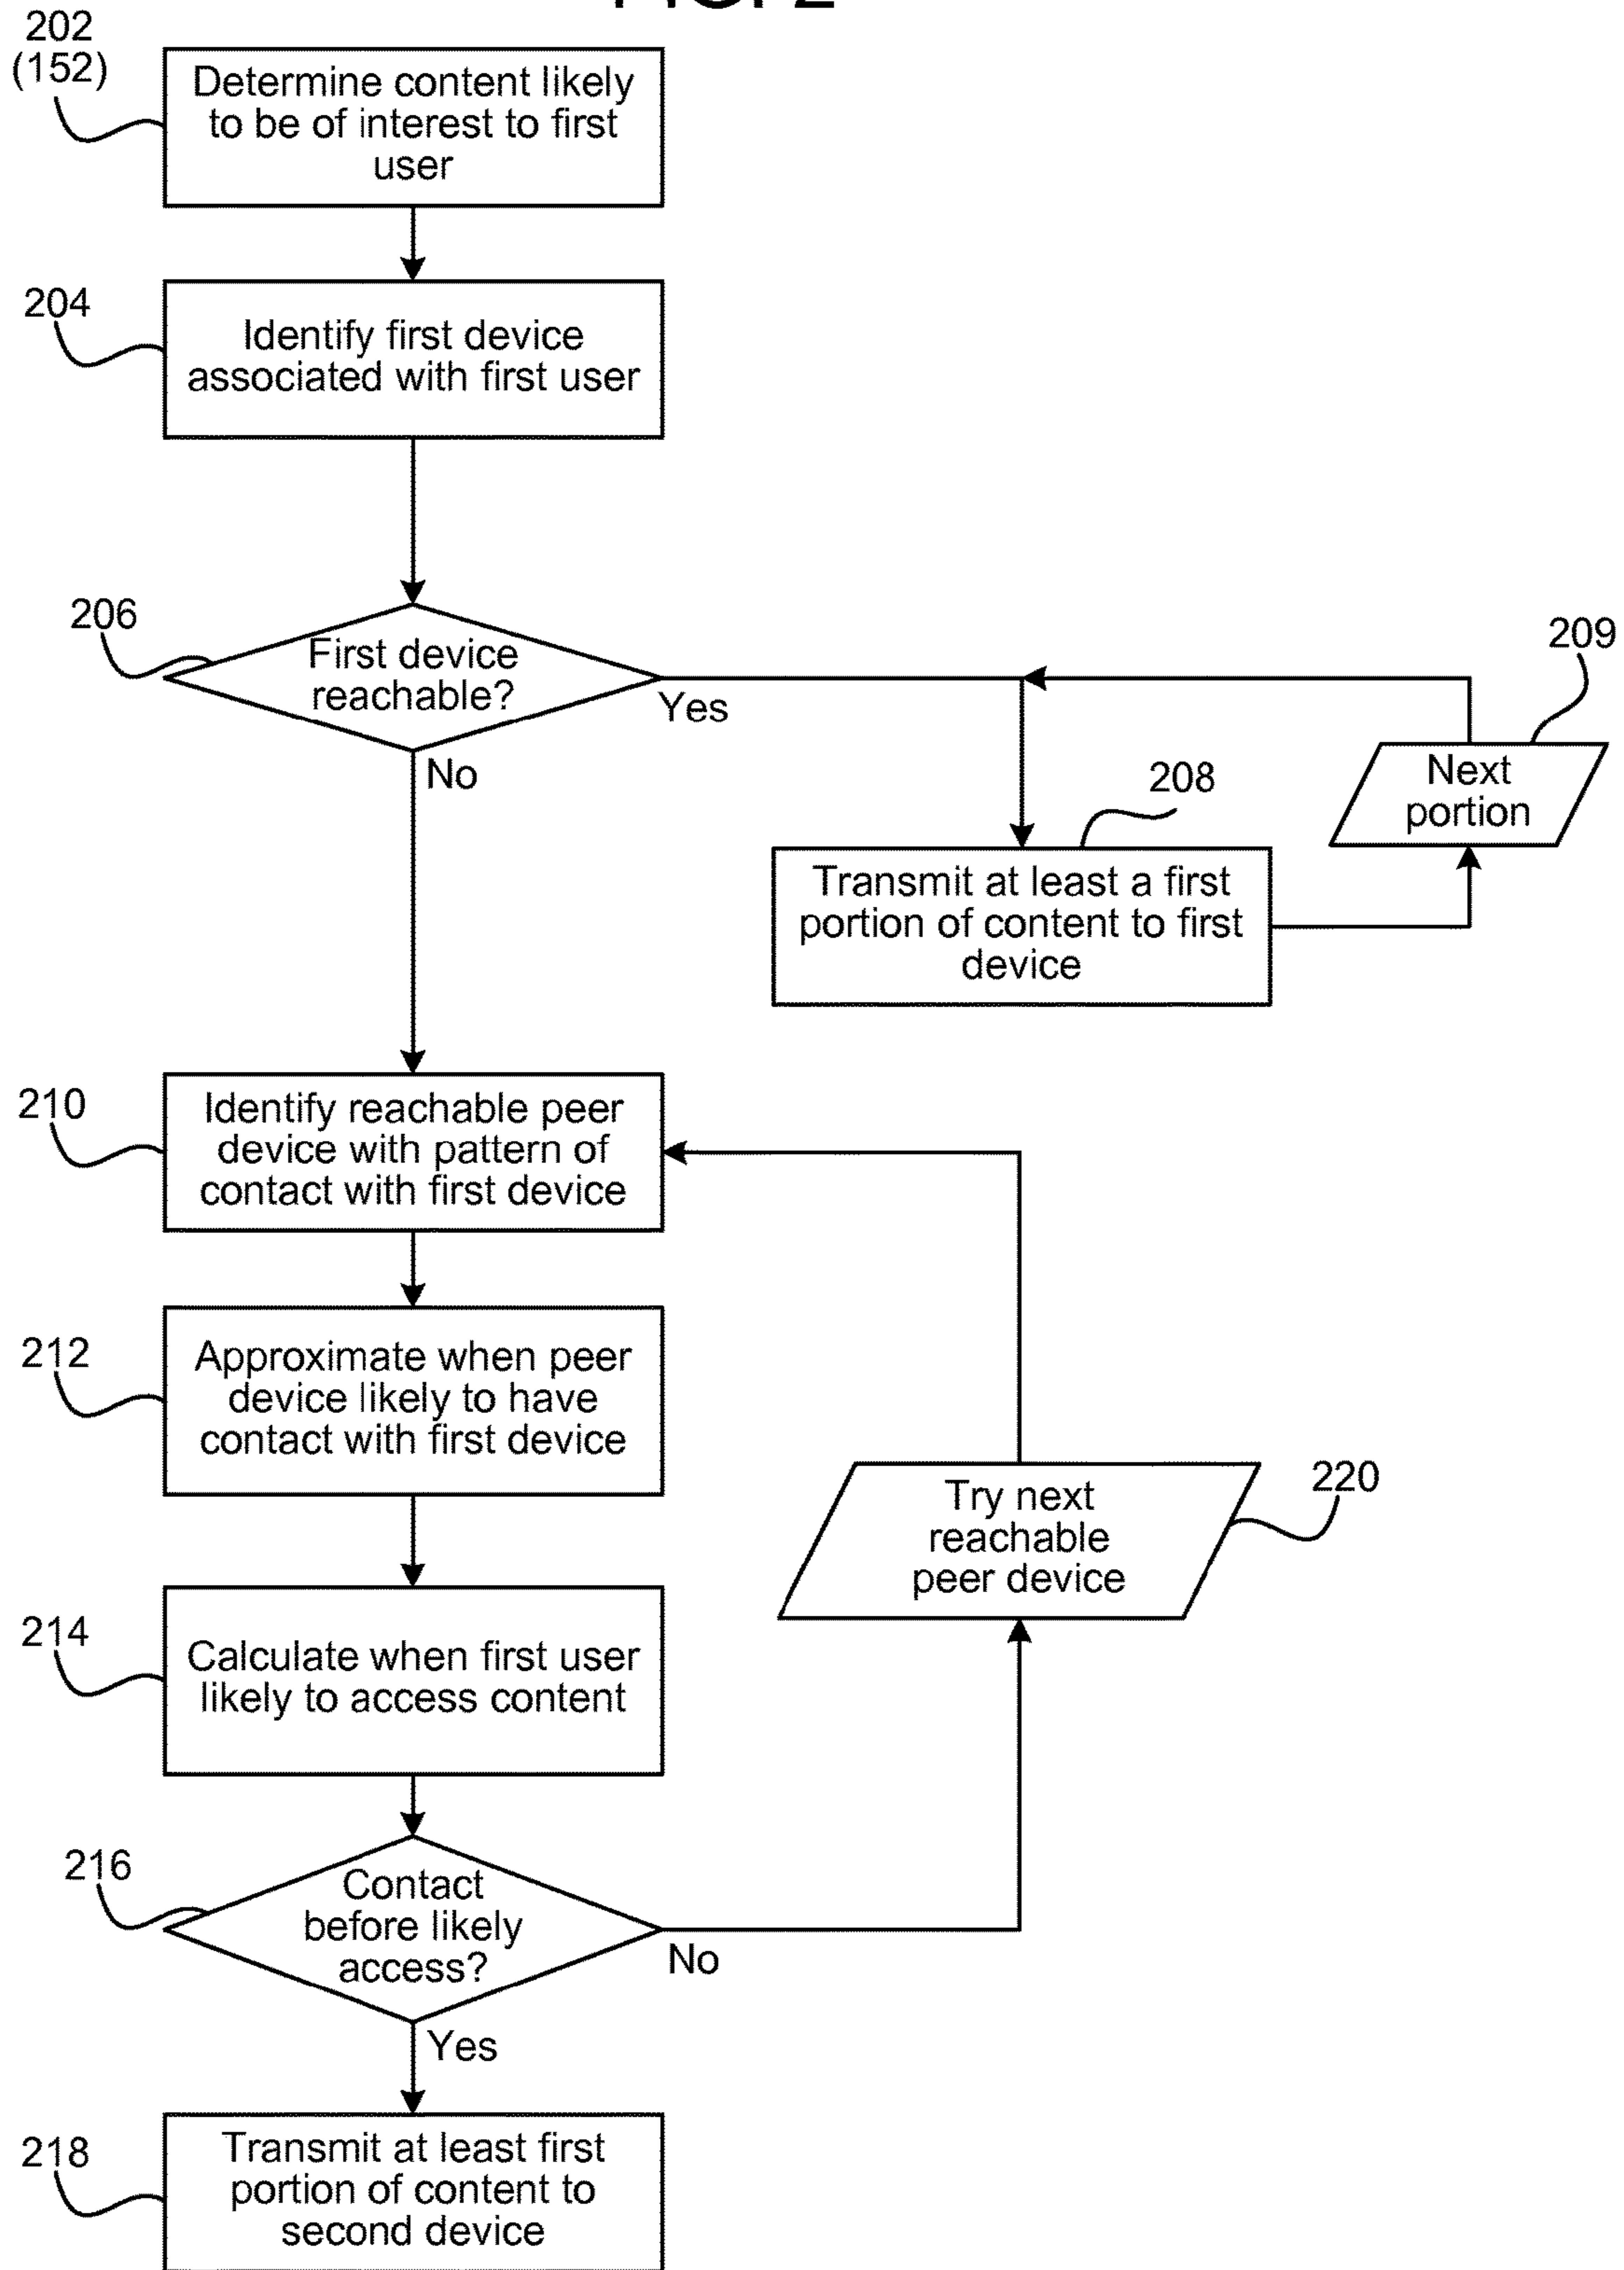 202
(152)
Determine content likely
to be of interest to first
user
204
Identify first device
associated with first user
206
First device
reachable?
Yes
No
209
Next
portion
208
Transmit at least a first
portion of content to first
device
210
Identify reachable peer
device with pattern of
contact with first device
212
Approximate when peer
device likely to have
contact with first device
220
Try next
reachable
peer device
214
Calculate when first user
likely to access content
216
Contact
before likely
access?
No
Yes
218
Transmit at least first
portion of content to
second device